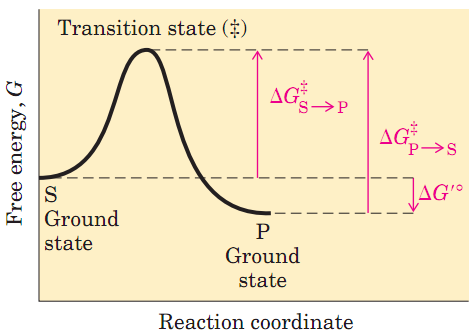 Transition state (‡)
ΔG‡S→P
ΔG‡P→S
ΔG′°
S
Ground
state
P
Ground
state
Free energy, G
Reaction coordinate